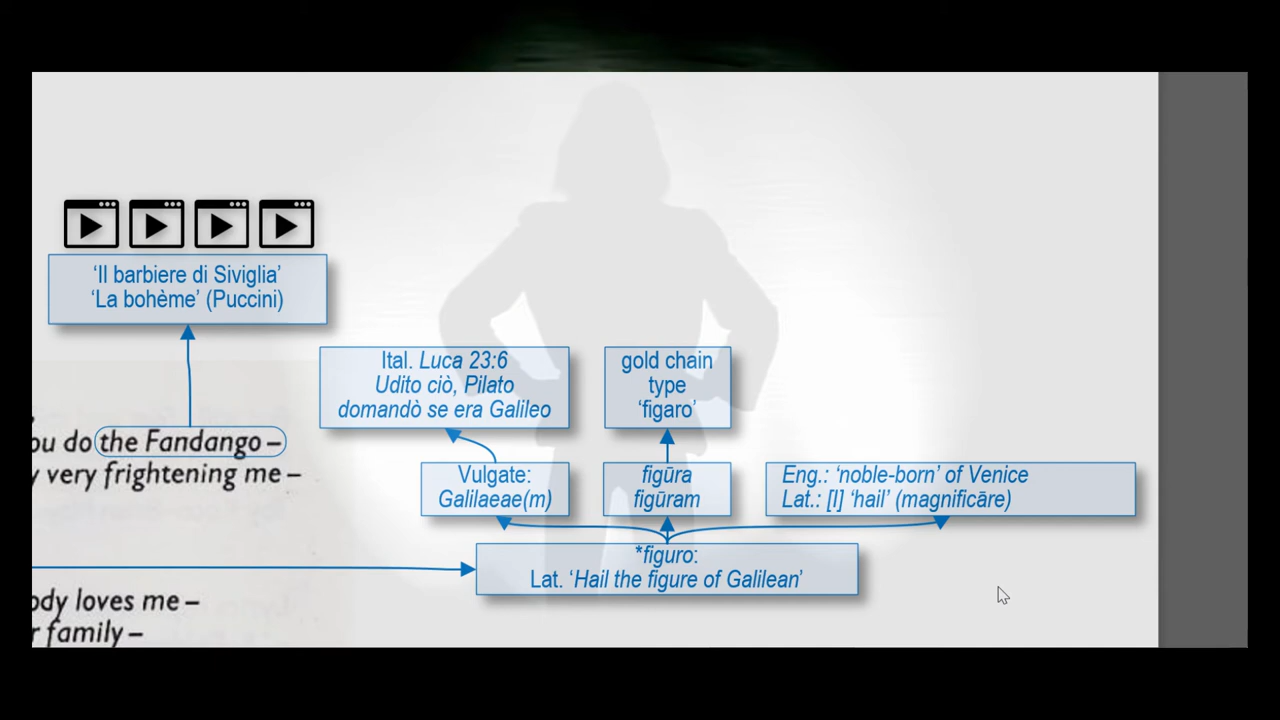 ‘Il barbiere di Siviglia’
‘La bohème’ (Puccini)
ou do the Fandango –
y very frightening me –
Ital. Luca 23:6
Udito ciò, Pilato
domandò se era Galileo
gold chain
type
‘figaro’
Vulgate:
Galilaeae(m)
figūra
figūram
Eng.: ‘noble-born’ of Venice
Lat.: [I] ‘hail’ (magnificāre)
*figuro:
Lat. ‘Hail the figure of Galilean’
ody loves me –
r family –